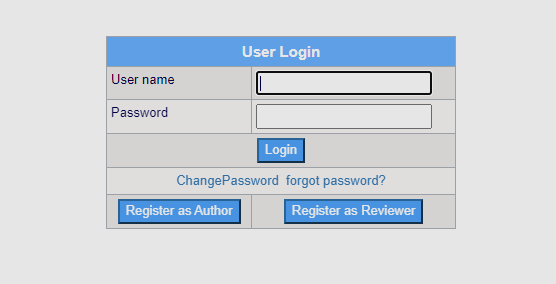 User Login
User name
Password
Login
ChangePassword forgot password?
Register as Author Register as Reviewer